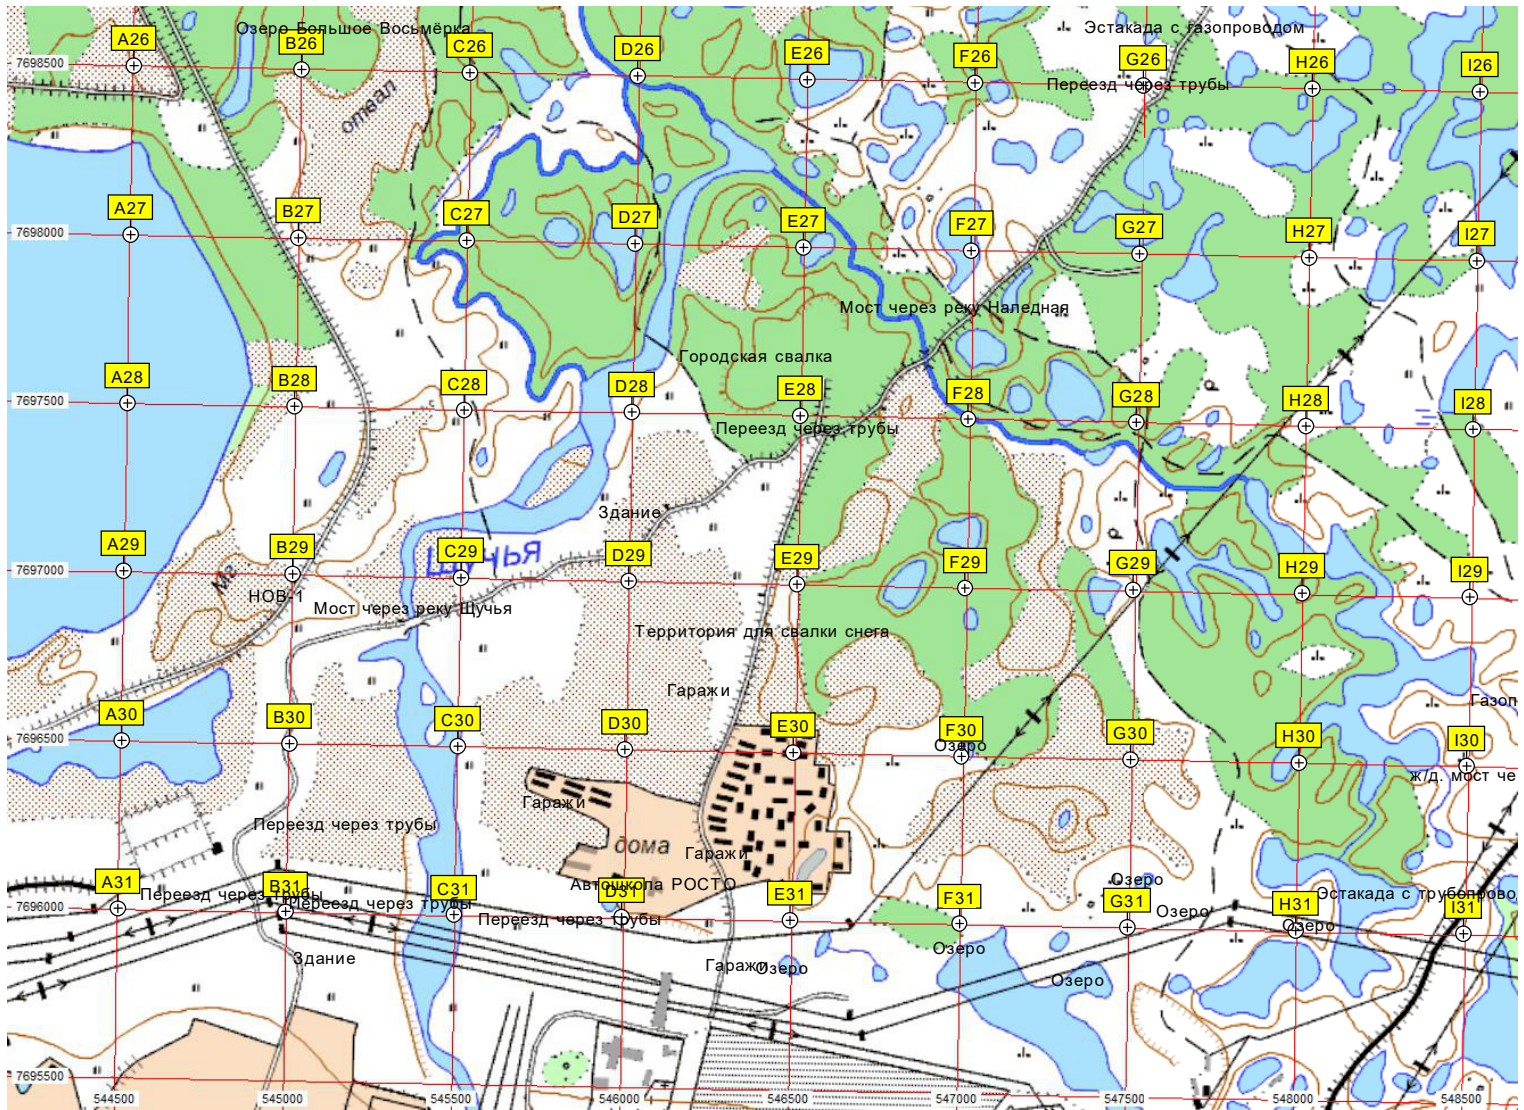 Озеро Большое Восьмёрка
Эстакада с газопроводом
A26
B26
C26
D26
E26
F26
G26
H26
I26
7698500
Переезд через трубы
отвал
A27
B27
C27
D27
E27
F27
G27
H27
I27
7698000
Мост через реку Наледная
Городская свалка
A28
B28
C28
D28
E28
F28
G28
H28
I28
7697500
Переезд через трубы
Здание
A29
B29
C29
Щучья
D29
E29
F29
G29
H29
I29
7697000
НОВ-1
Мост через реку Щучья
Территория для свалки снега
Гаражи
Газоп
A30
B30
C30
D30
E30
F30
G30
H30
I30
7696500
Озеро
ж/д. мост че
Гаражи
Переезд через трубы
дома
Гаражи
A31
B31
C31
D31
E31
F31
G31
H31
I31
Автошкола РОСТО
Озеро
Переезд через трубы
Переезд через трубы
Эстакада с трубопрово
7696000
Переезд через трубы
Озеро
Озеро
Озеро
Здание
Гаражи
Озеро
Озеро
7695500
544500
545000
545500
546000
546500
547000
547500
548000
548500